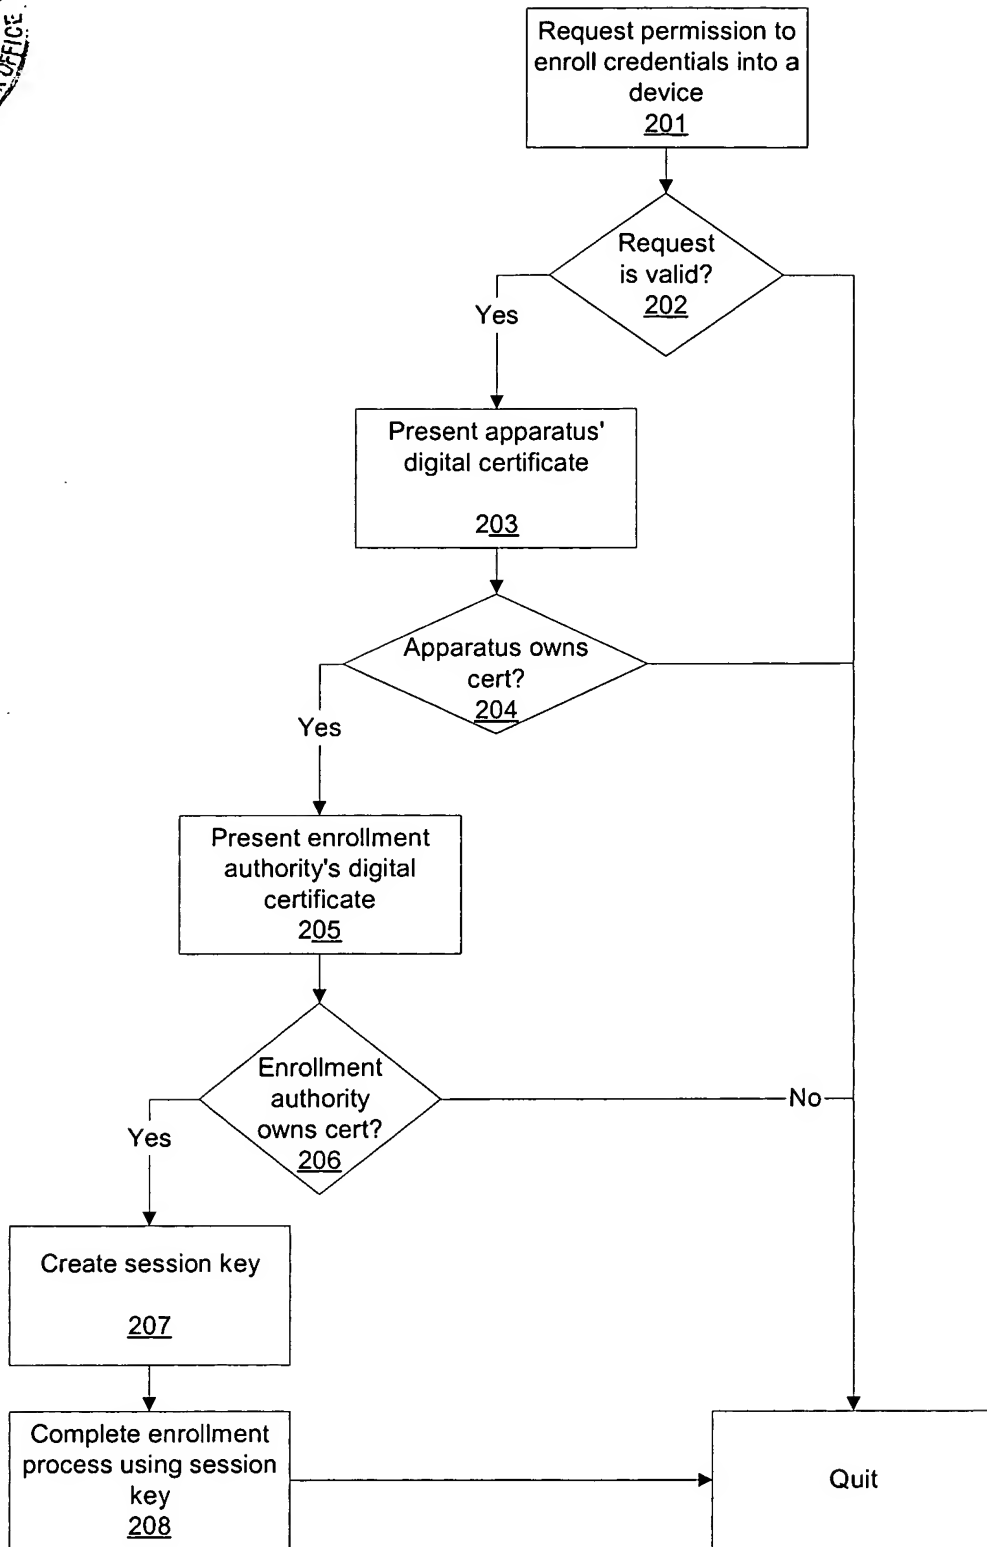 OFFICE
Request permission to
enroll credentials into a
device
201
Request
is valid?
202
Yes
Present apparatus'
digital certificate
203
Apparatus owns
cert?
204
Yes
Present enrollment
authority's digital
certificate
205
Enrollment
authority
owns cert?
206
No
Yes
Create session key
207
Complete enrollment
process using session
key
208
Quit